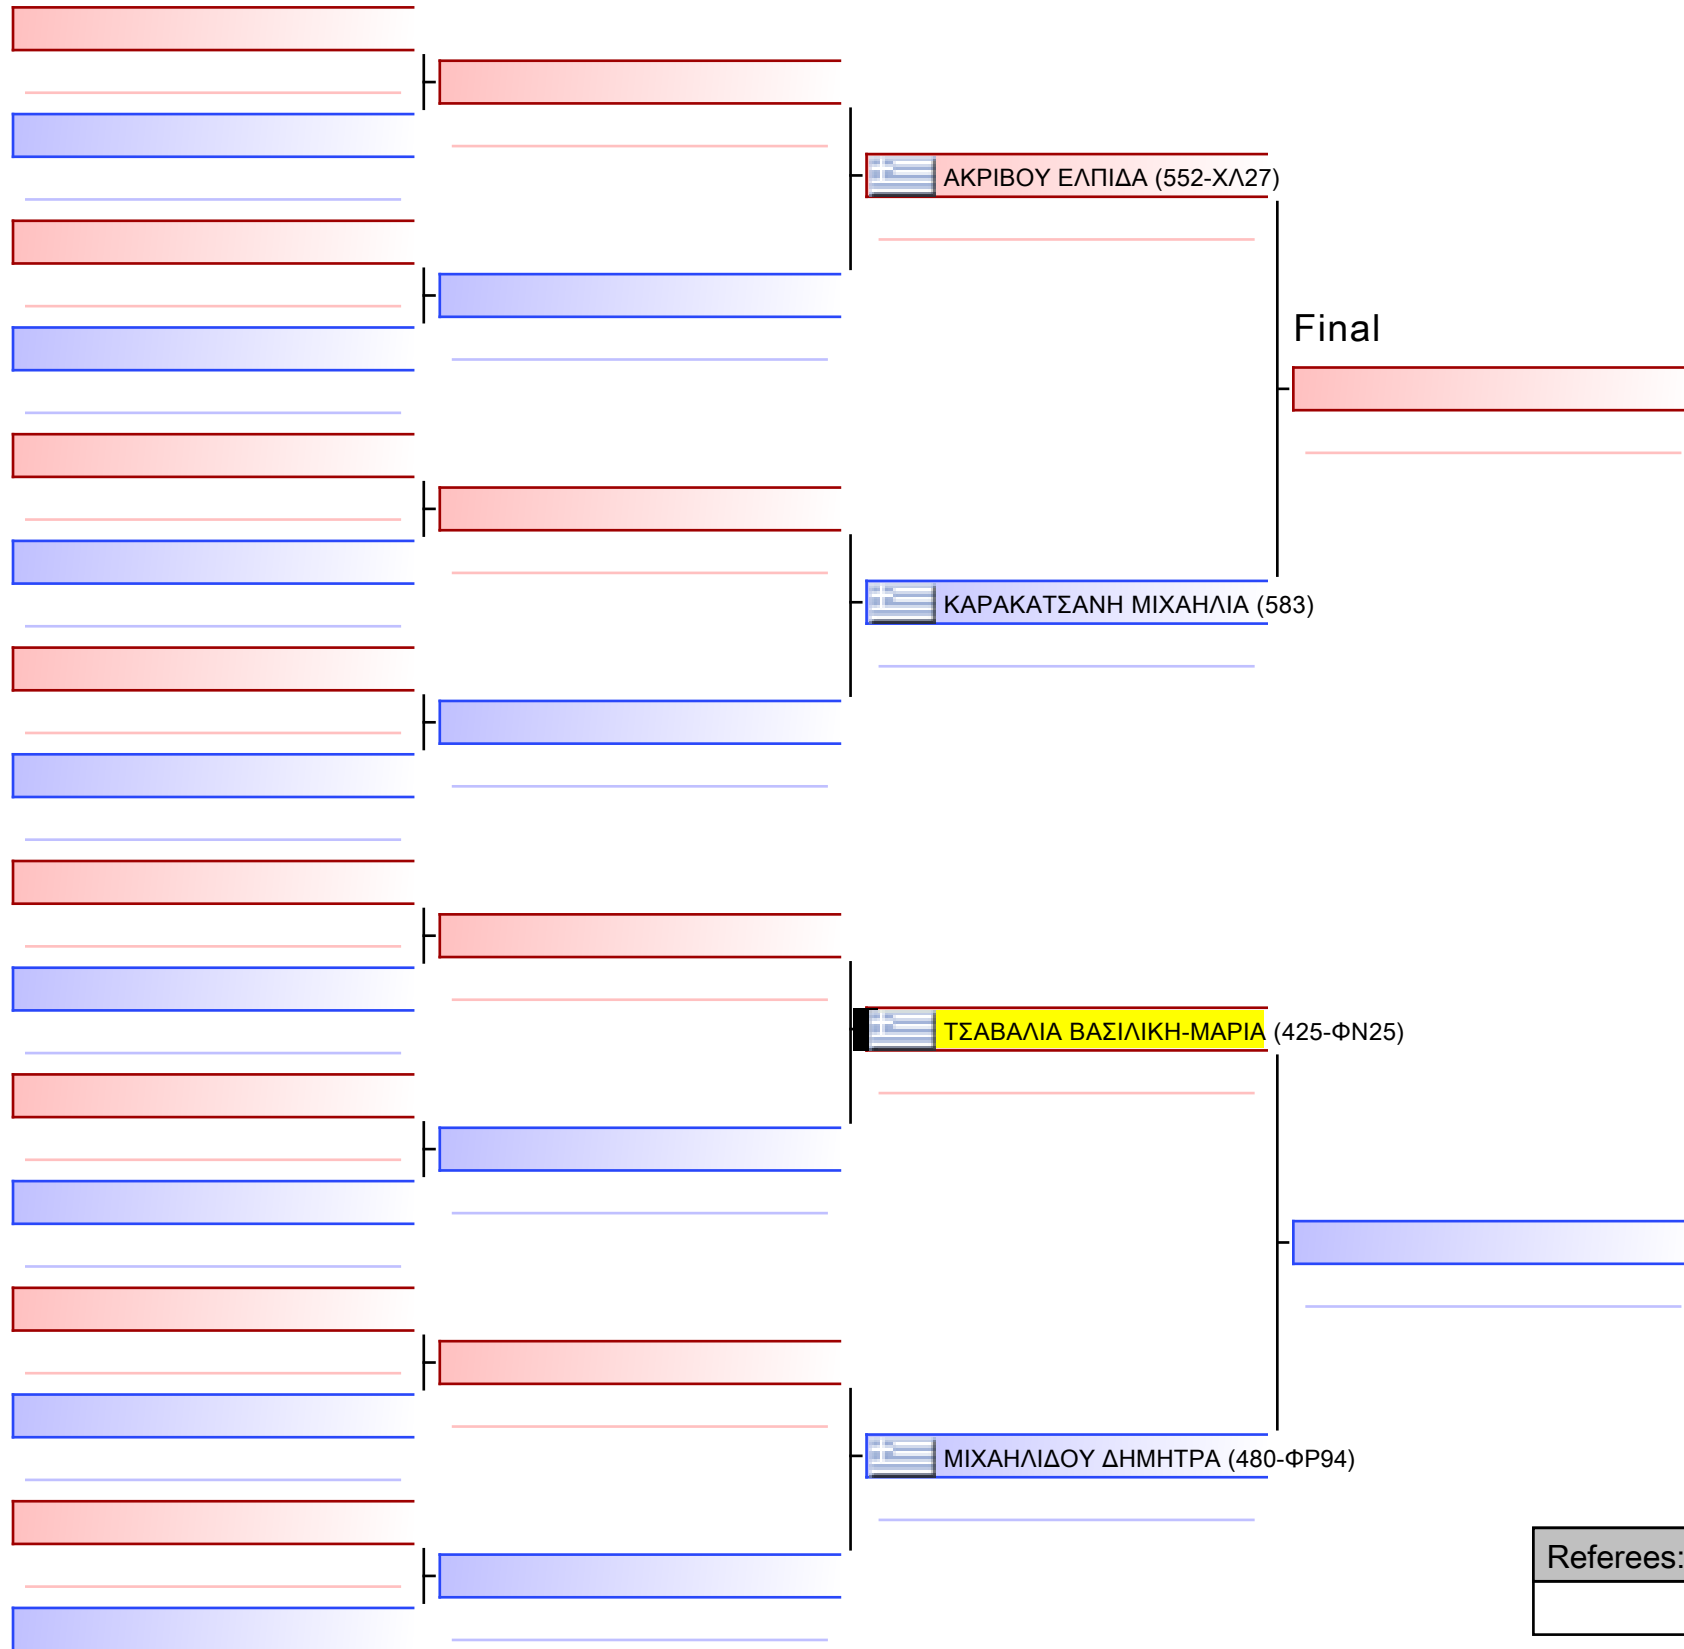 ΑΚΡΙΒΟΥ ΕΛΠΙΔΑ (552-ΧΛ27)
Final
ΚΑΡΑΚΑΤΣΑΝΗ ΜΙΧΑΗΛΙΑ (583)
ΤΣΑΒΑΛΙΑ ΒΑΣΙΛΙΚΗ-ΜΑΡΙΑ (425-ΦΝ25)
ΜΙΧΑΗΛΙΔΟΥ ΔΗΜΗΤΡΑ (480-ΦΡ94)
Referees: